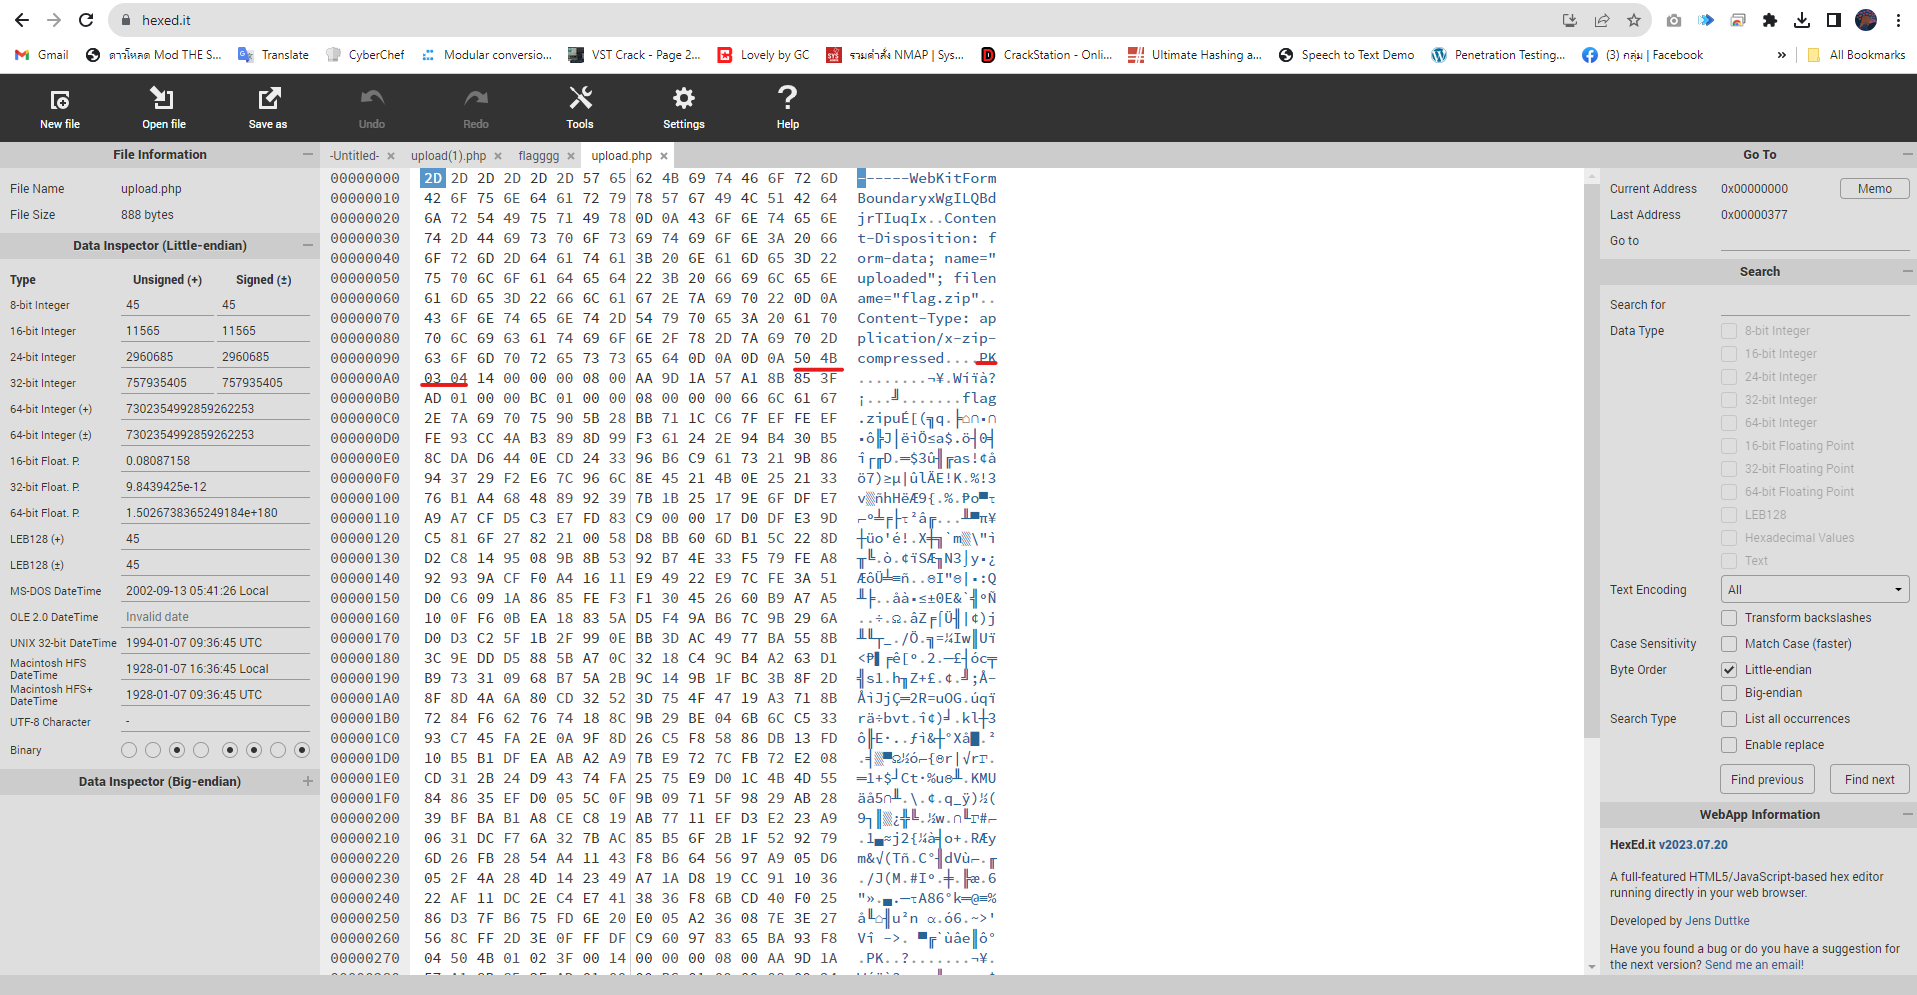 hexed.it
Gmail ดาวโหลด Mod THE S... Translate CyberChef Modular conversio... VST Crack - Page 2... Lovely by GC รวมคำสั่ง NMAP | Sys... CrackStation - Onli... Ultimate Hashing a... Speech to Text Demo Penetration Testing... (3) กลุ่ม | Facebook » All Bookmarks
New file Open file Save as Undo Redo Tools Settings Help
File Information
File Name upload.php
File Size 888 bytes
Data Inspector (Little-endian)
Type Unsigned (+) Signed (±)
8-bit Integer 45 45
16-bit Integer 11565 11565
24-bit Integer 2960685 2960685
32-bit Integer 757935405 757935405
64-bit Integer (+) 7302354992859262253
64-bit Integer (±) 7302354992859262253
16-bit Float. P. 0.08087158
32-bit Float. P. 9.8439425e-12
64-bit Float. P. 1.5026738365249184e+180
LEB128 (+) 45
LEB128 (±) 45
MS-DOS DateTime 2002-09-13 05:41:26 Local
OLE 2.0 DateTime Invalid date
UNIX 32-bit DateTime 1994-01-07 09:36:45 UTC
Macintosh HFS DateTime 1928-01-07 16:36:45 Local
Macintosh HFS+ DateTime 1928-01-07 09:36:45 UTC
UTF-8 Character -
Binary
Data Inspector (Big-endian)
-Untitled- upload(1).php flagggg upload.php
00000000 2D 2D 2D 2D 2D 2D 57 65 62 4B 69 74 46 6F 72 6D ------WebKitForm
00000010 42 6F 75 6E 64 61 72 79 78 57 67 49 4C 51 42 64 BoundaryxWgILQBd
00000020 6A 72 54 49 75 71 49 78 0D 0A 43 6F 6E 74 65 6E jrTIuqIx..Conten
00000030 74 2D 44 69 73 70 6F 73 69 74 69 6F 6E 3A 20 66 t-Disposition: f
00000040 6F 72 6D 2D 64 61 74 61 3B 20 6E 61 6D 65 3D 22 orm-data; name="
00000050 75 70 6C 6F 61 64 65 64 22 3B 20 66 69 6C 65 6E uploaded"; filen
00000060 61 6D 65 3D 22 66 6C 61 67 2E 7A 69 70 22 0D 0A ame="flag.zip"..
00000070 43 6F 6E 74 65 6E 74 2D 54 79 70 65 3A 20 61 70 Content-Type: ap
00000080 70 6C 69 63 61 74 69 6F 6E 2F 78 2D 7A 69 70 2D plication/x-zip-
00000090 63 6F 6D 70 72 65 73 73 65 64 0D 0A 0D 0A 50 4B compressed....PK
000000A0 03 04 14 00 00 00 08 00 AA 9D 1A 57 A1 8B 85 3F
000000B0 AD 01 00 00 BC 01 00 00 08 00 00 00 66 6C 61 67
000000C0 2E 7A 69 70 75 90 5B 28 BB 71 1C C6 7F EF FE EF
000000D0 FE 93 CC 4A B3 89 8D 99 F3 61 24 2E 94 B4 30 B5
000000E0 8C DA D6 44 0E CD 24 33 96 B6 C9 61 73 21 9B 86
000000F0 94 37 29 F2 E6 7C 96 6C 8E 45 21 4B 0E 25 21 33
00000100 76 B1 A4 68 48 89 92 39 7B 1B 25 17 9E 6F DF E7
00000110 A9 A7 CF D5 C3 E7 FD 83 C9 00 00 17 D0 DF E3 9D
00000120 C5 81 6F 27 82 21 00 58 D8 BB 60 6D B1 5C 22 8D
00000130 D2 C8 14 95 08 9B 8B 53 92 B7 4E 33 F5 79 FE A8
00000140 92 93 9A CF F0 A4 16 11 E9 49 22 E9 7C FE 3A 51
00000150 D0 C6 09 1A 86 85 FE F3 F1 30 45 26 60 B9 A7 A5
00000160 10 0F F6 0B EA 18 83 5A D5 F4 9A B6 7C 9B 29 6A
00000170 D0 D3 C2 5F 1B 2F 99 0E BB 3D AC 49 77 BA 55 8B
00000180 3C 9E DD D5 88 5B A7 0C 32 18 C4 9C B4 A2 63 D1
00000190 B9 73 31 09 68 B7 5A 2B 9C 14 9B 1F BC 3B 8F 2D
000001A0 8F 8D 4A 6A 80 CD 32 52 3D 75 4F 47 19 A3 71 8B
000001B0 72 84 F6 62 76 74 18 8C 9B 29 BE 04 6B 6C C5 33
000001C0 93 C7 45 FA 2E 0A 9F 8D 26 C5 F8 58 86 DB 13 FD
000001D0 10 B5 B1 DF EA AB A2 A9 7B E9 72 7C FB 72 E2 08
000001E0 CD 31 2B 24 D9 43 74 FA 25 75 E9 D0 1C 4B 4D 55
000001F0 84 86 35 EF D0 05 5C 0F 9B 09 71 5F 98 29 AB 28
00000200 39 BF BA B1 A8 CE C8 19 AB 77 11 EF D3 E2 23 A9
00000210 06 31 DC F7 6A 32 7B AC 85 B5 6F 2B 1F 52 92 79
00000220 6D 26 FB 28 54 A4 11 43 F8 B6 64 56 97 A9 05 D6
00000230 05 2F 4A 28 4D 14 23 49 A7 1A D8 19 CC 91 10 36
00000240 22 AF 11 DC 2E C4 E7 41 38 36 F8 6B CD 40 F0 25
00000250 86 D3 7F B6 75 FD 6E 20 E0 05 A2 36 08 7E 3E 27
00000260 56 8C FF 2D 3E 0F FF DF C9 60 97 83 65 BA 93 F8
00000270 04 50 4B 01 02 3F 00 14 00 00 00 08 00 AA 9D 1A
Go To
Current Address 0x00000000 Memo
Last Address 0x00000377
Go to
Search
Search for
Data Type 8-bit Integer
16-bit Integer
24-bit Integer
32-bit Integer
64-bit Integer
16-bit Floating Point
32-bit Floating Point
64-bit Floating Point
LEB128
Hexadecimal Values
Text
Text Encoding All
Transform backslashes
Case Sensitivity Match Case (faster)
Byte Order Little-endian
Big-endian
Search Type List all occurrences
Enable replace
Find previous Find next
WebApp Information
HexEd.it v2023.07.20
A full-featured HTML5/JavaScript-based hex editor
running directly in your web browser.
Developed by Jens Duttke
Have you found a bug or do you have a suggestion for
the next version? Send me an email!